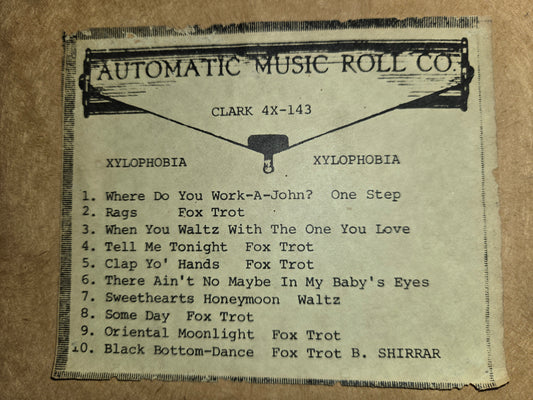 AUTOMATIC MUSIC ROLL CO.
CLARK 4X-143
XYLOPHOBIA XYLOPHOBIA
1. Where Do You Work-A-John? One Step
2. Rags Fox Trot
3. When You Waltz With The One You Love
4. Tell Me Tonight Fox Trot
5. Clap Yo' Hands Fox Trot
6. There Ain't No Maybe In My Baby's Eyes
7. Sweethearts Honeymoon Waltz
8. Some Day Fox Trot
9. Oriental Moonlight Fox Trot
10. Black Bottom-Dance Fox Trot B. SHIRRAR